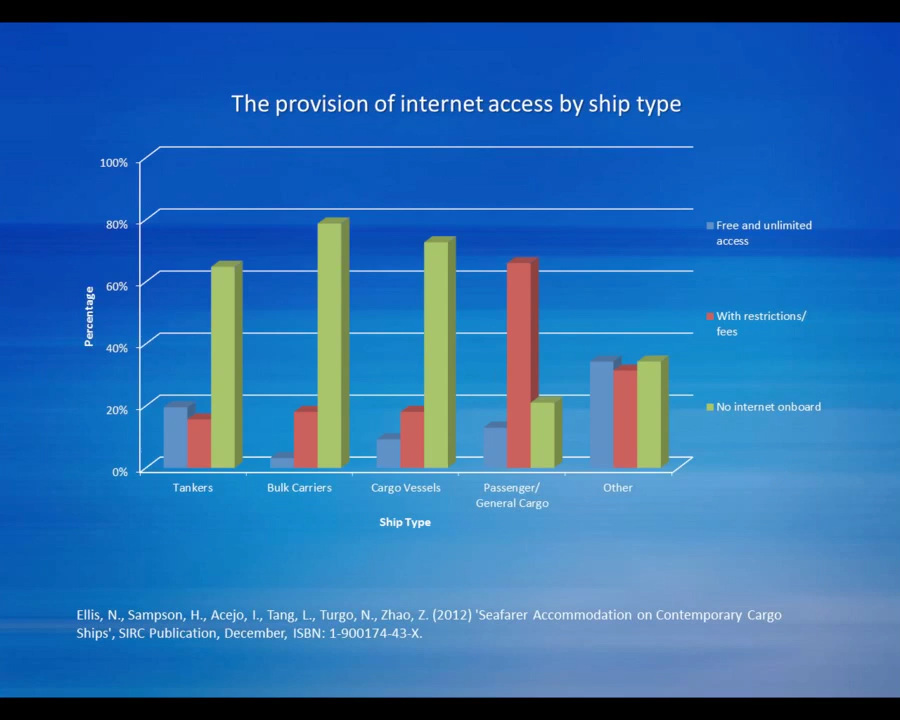 The provision of internet access by ship type
100%
80%
60%
40%
20%
0%
Percentage
Tankers
Bulk Carriers
Cargo Vessels
Passenger/
General Cargo
Other
Ship Type
Free and unlimited
access
With restrictions/
fees
No internet onboard
Ellis, N., Sampson, H., Acejo, I., Tang, L., Turgo, N., Zhao, Z. (2012) 'Seafarer Accommodation on Contemporary Cargo
Ships', SIRC Publication, December, ISBN: 1-900174-43-X.